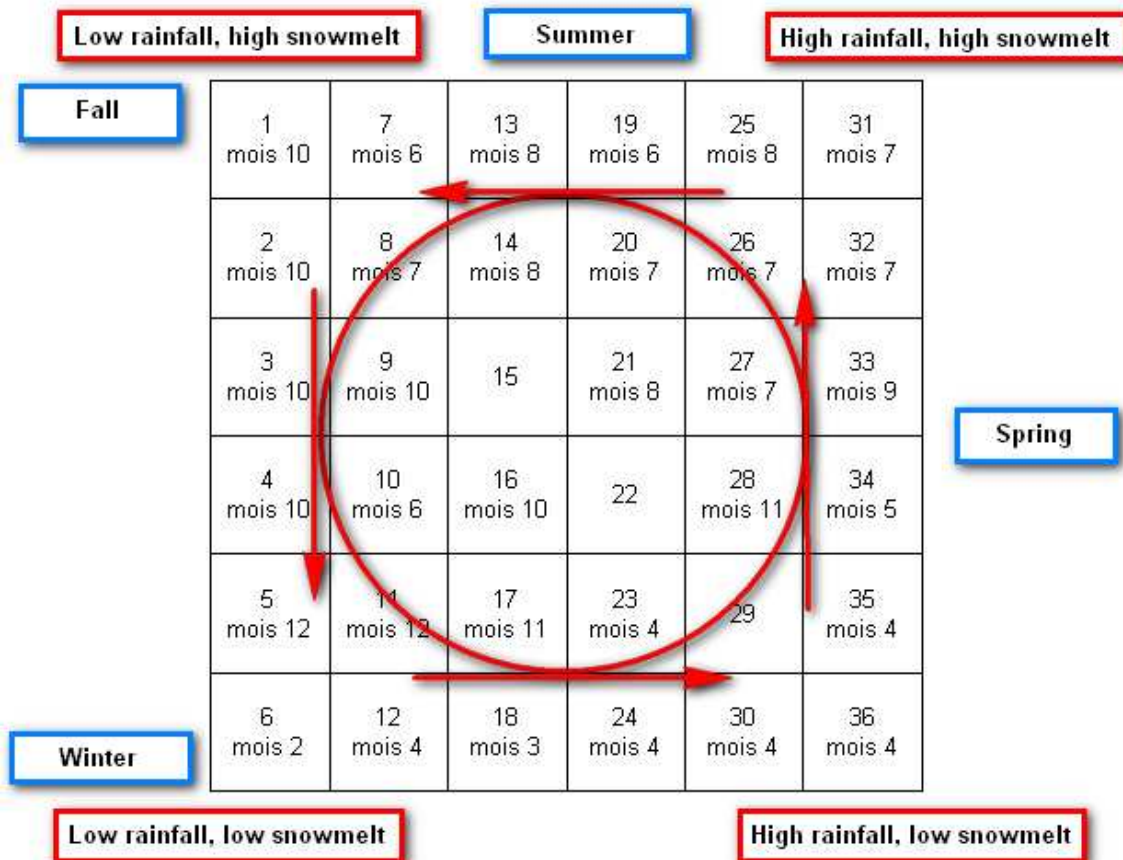 Low rainfall, high snowmelt
Summer
High rainfall, high snowmelt
Fall
1 7 13 19 25 31
mois 10 mois 6 mois 8 mois 6 mois 8 mois 7
2 8 14 20 26 32
mois 10 mois 7 mois 8 mois 7 mois 7 mois 7
3 9 15 21 27 33
mois 10 mois 10 mois 8 mois 7 mois 9
4 10 16 22 28 34
mois 10 mois 6 mois 10 mois 11 mois 5
Spring
5 11 17 23 29 35
mois 12 mois 12 mois 11 mois 4 mois 4
6 12 18 24 30 36
mois 2 mois 4 mois 3 mois 4 mois 4 mois 4
Winter
Low rainfall, low snowmelt
High rainfall, low snowmelt